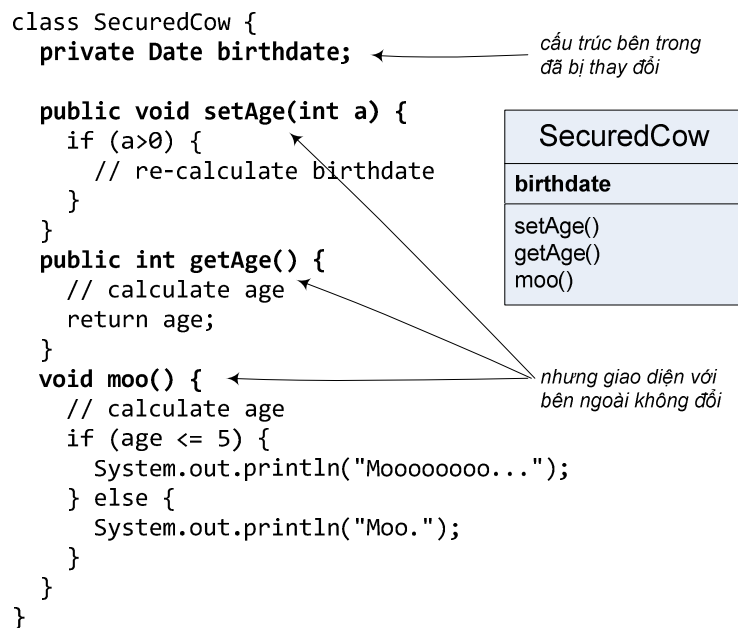 class SecuredCow {
private Date birthdate;
cấu trúc bên trong
đã bị thay đổi
public void setAge(int a) {
if (a>0) {
// re-calculate birthdate
}
}
public int getAge() {
// calculate age
return age;
}
void moo() {
// calculate age
if (age <= 5) {
System.out.println("Moooooooo...");
} else {
System.out.println("Moo.");
}
}
}
SecuredCow
birthdate
setAge()
getAge()
moo()
nhưng giao diện với
bên ngoài không đổi